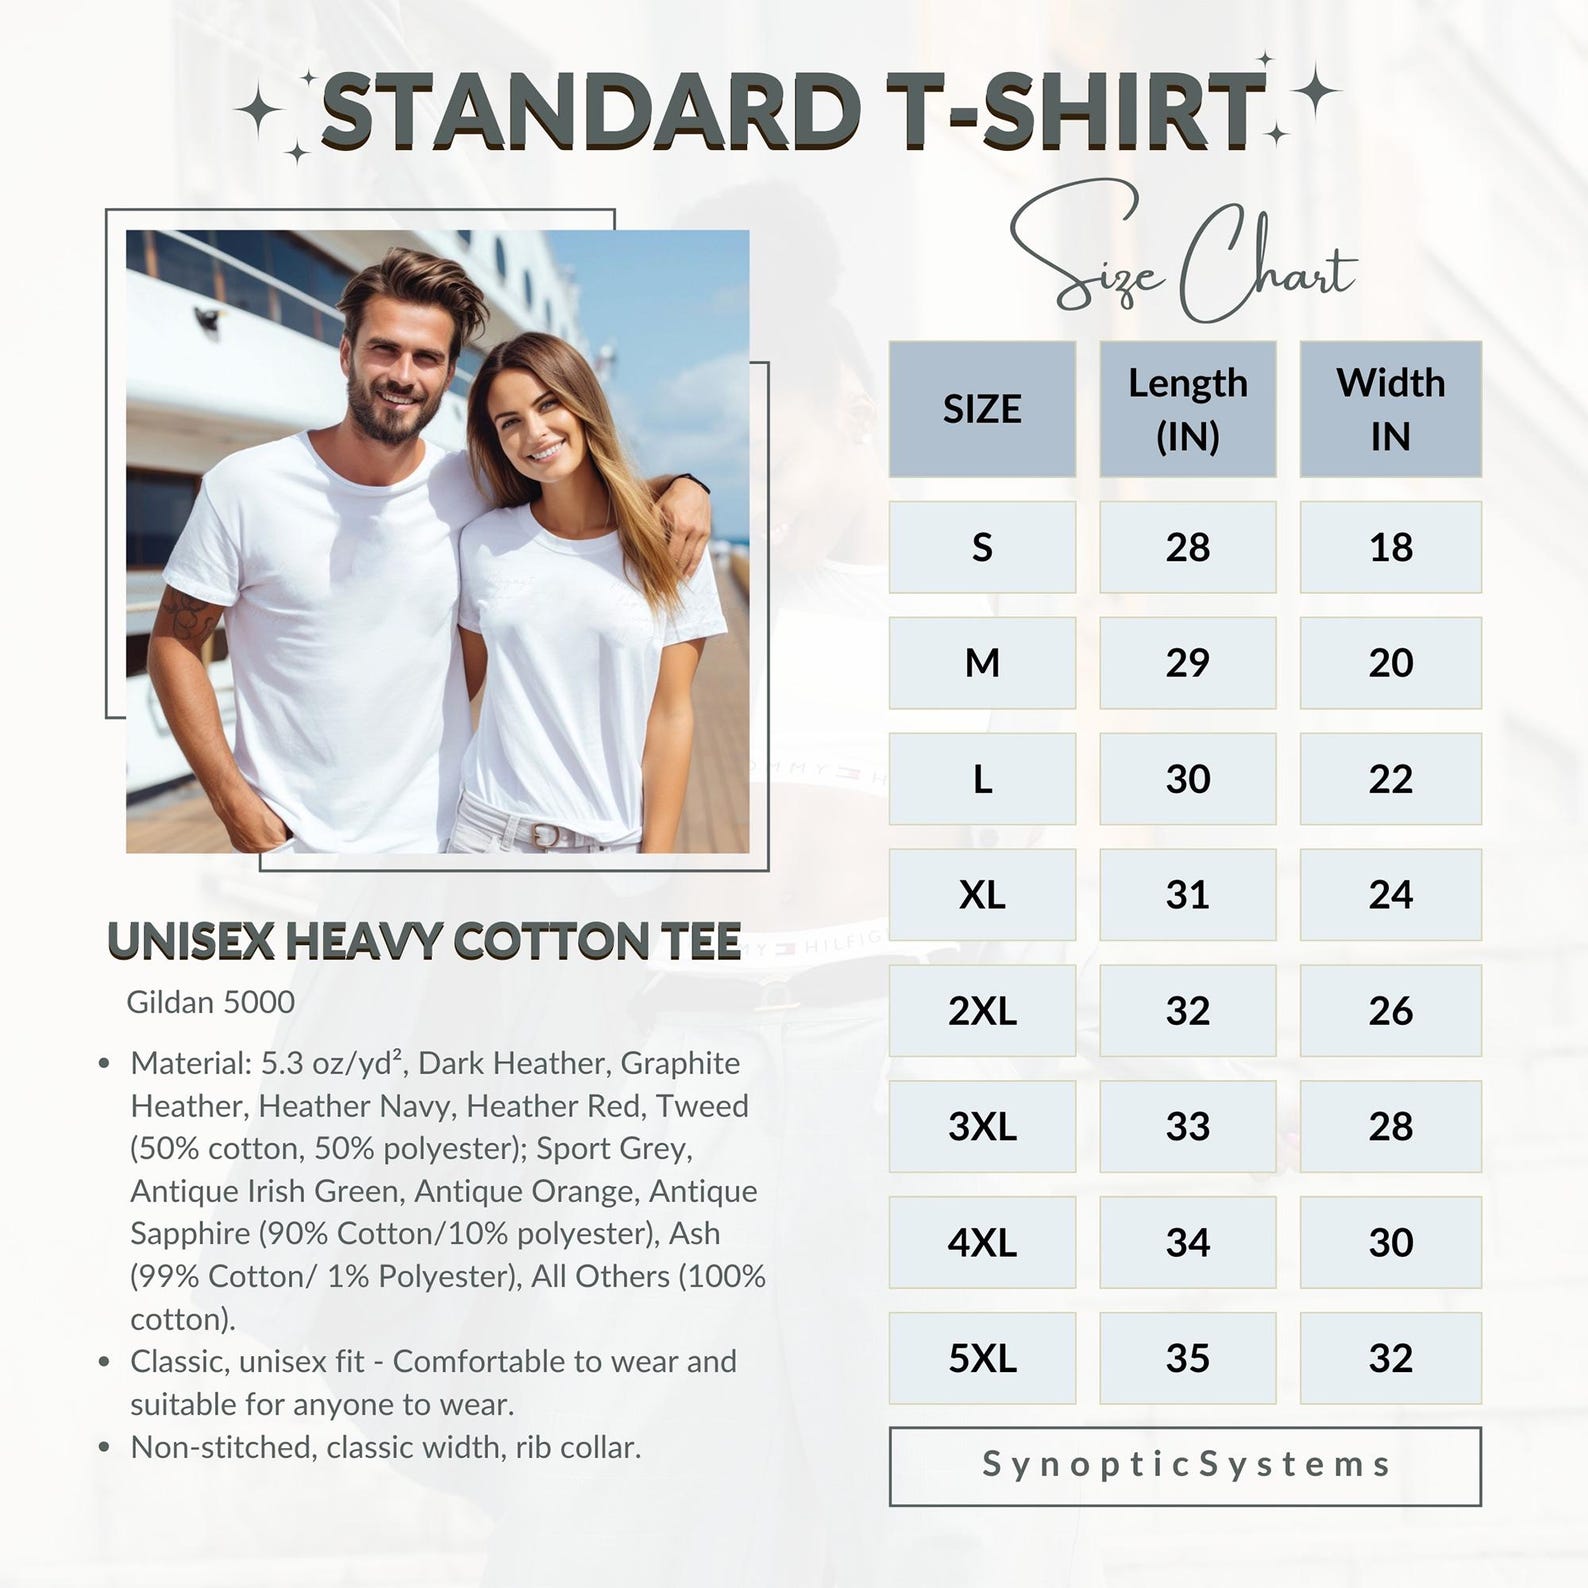 STANDARD T-SHIRT
Size Chart
SIZE Length (IN) Width IN
S 28 18
M 29 20
L 30 22
XL 31 24
2XL 32 26
3XL 33 28
4XL 34 30
5XL 35 32
SynopticSystems
UNISEX HEAVY COTTON TEE
Gildan 5000
• Material: 5.3 oz/yd², Dark Heather, Graphite
Heather, Heather Navy, Heather Red, Tweed
(50% cotton, 50% polyester); Sport Grey,
Antique Irish Green, Antique Orange, Antique
Sapphire (90% Cotton/10% polyester), Ash
(99% Cotton/ 1% Polyester), All Others (100%
cotton).
• Classic, unisex fit - Comfortable to wear and
suitable for anyone to wear.
• Non-stitched, classic width, rib collar.